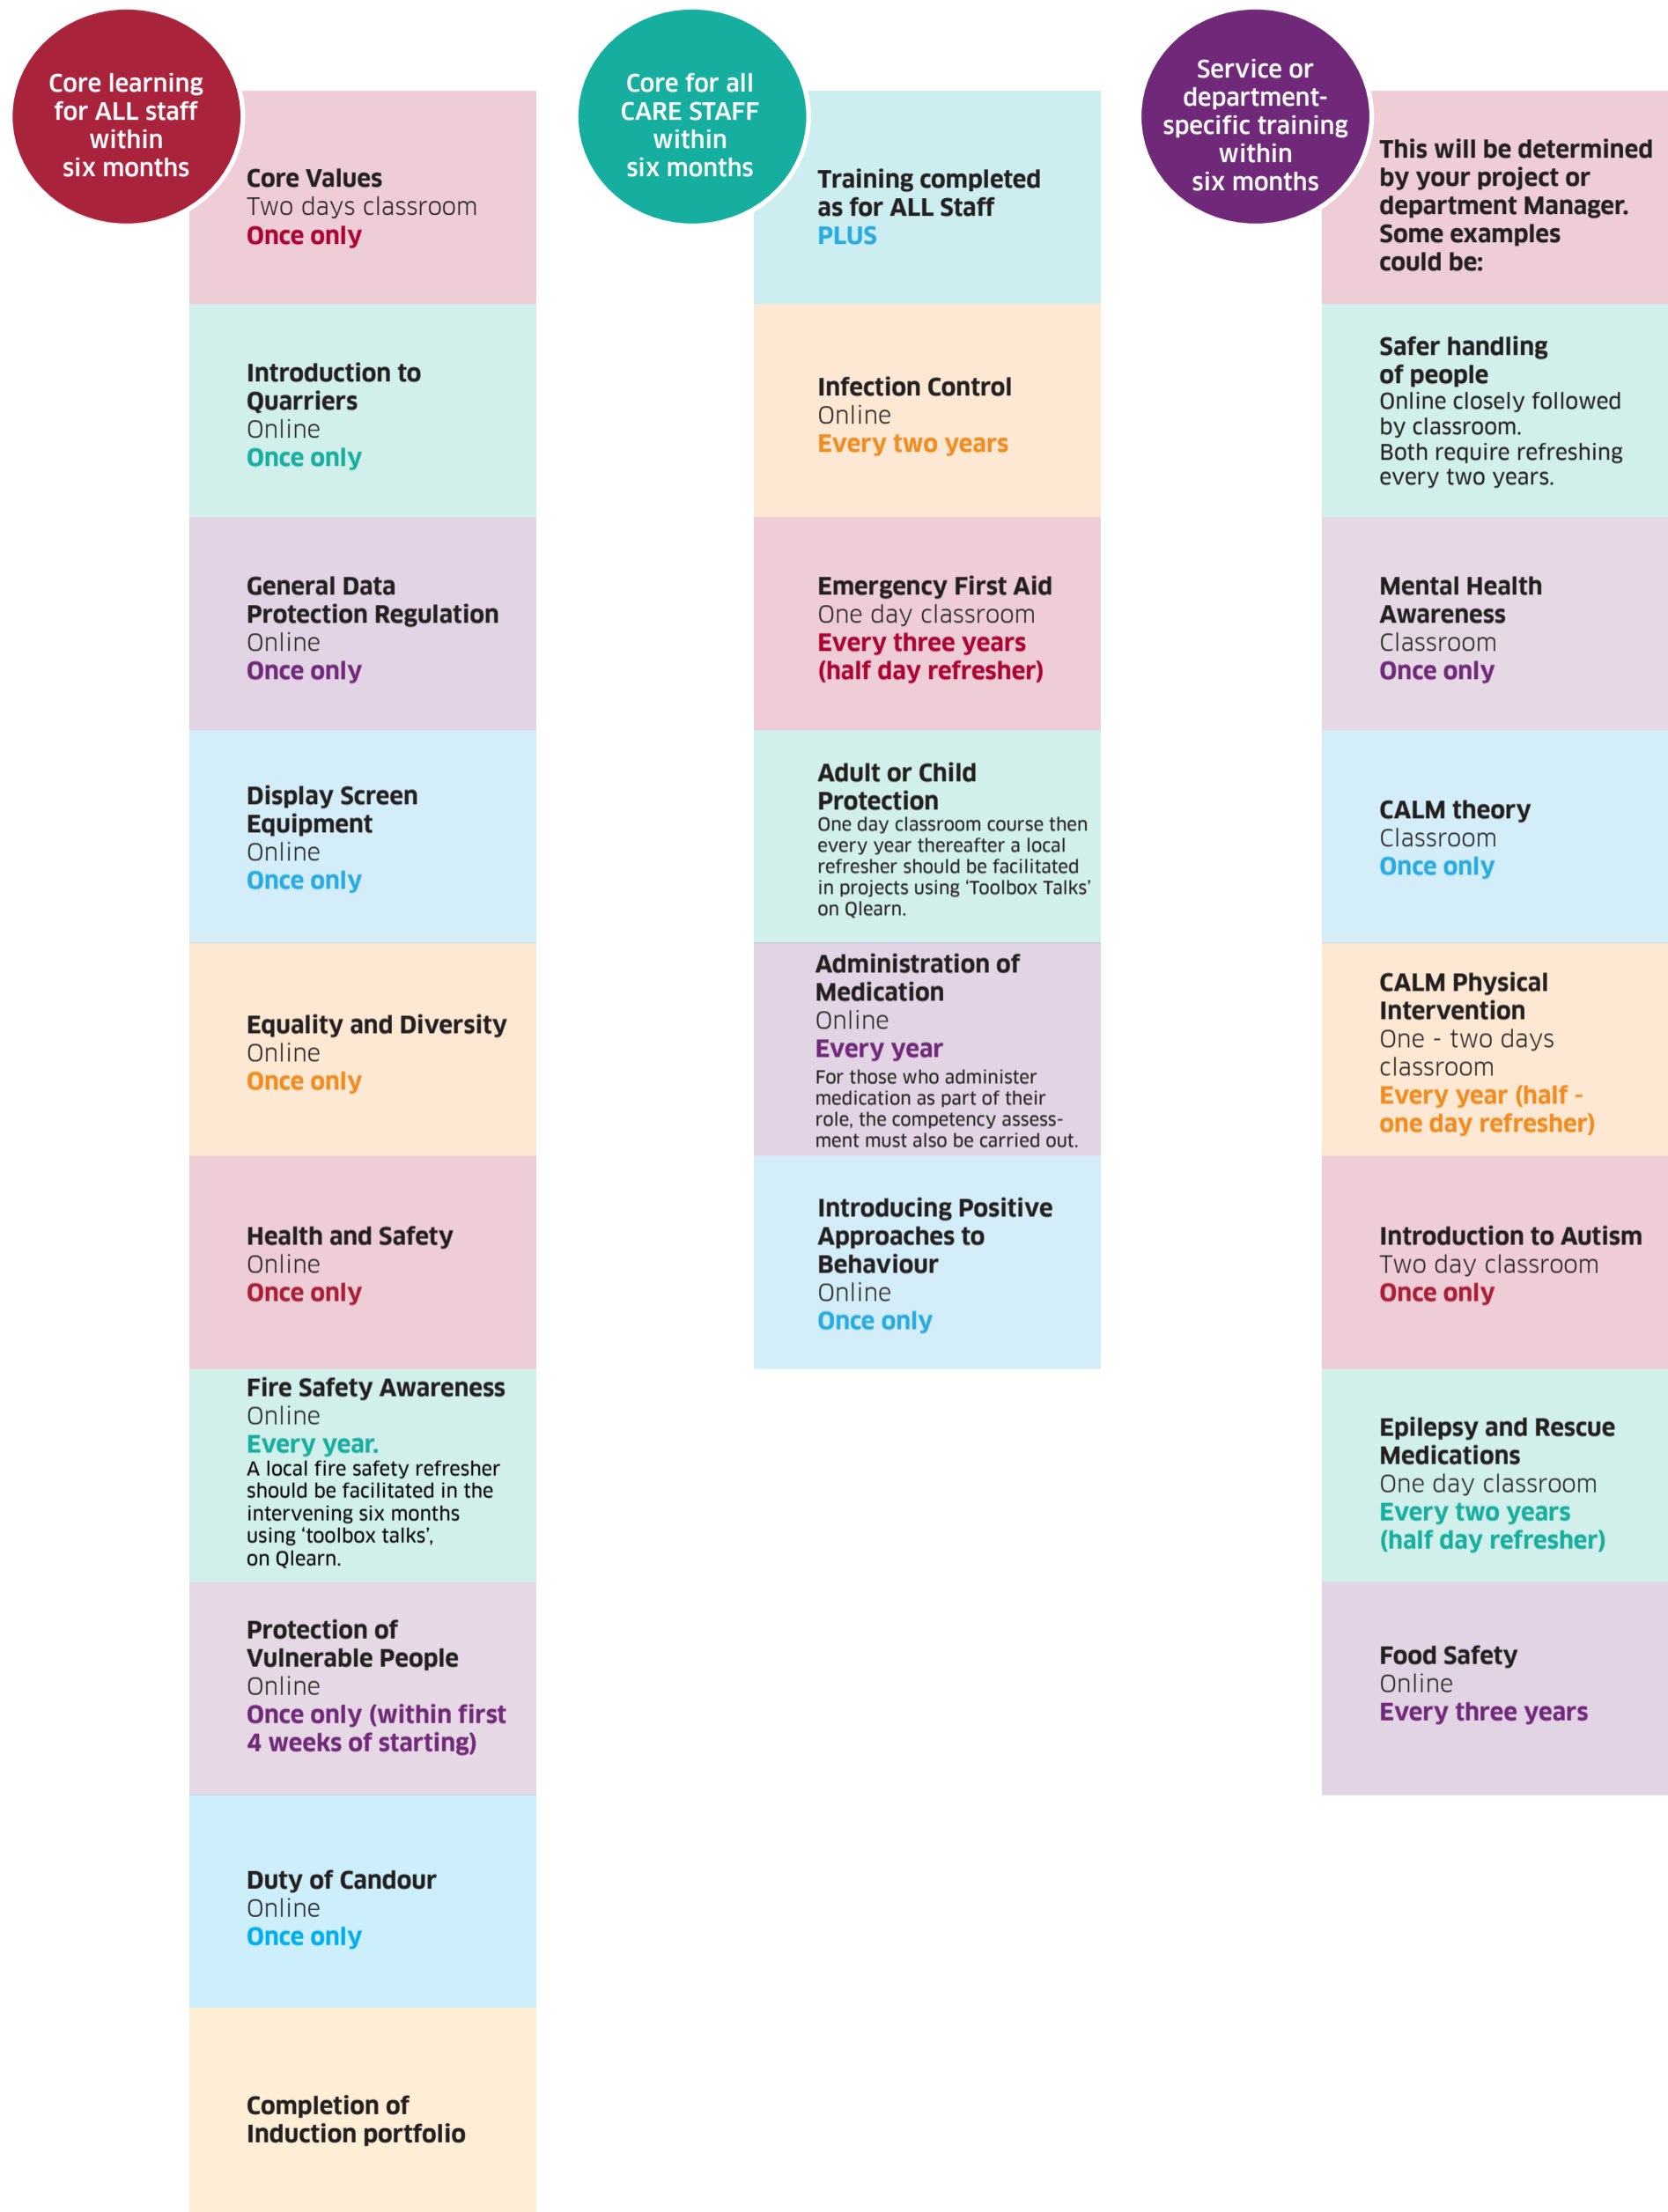 Core learning
for ALL staff
within
six months
Core Values
Two days classroom
Once only
Introduction to
Quarriers
Online
Once only
General Data
Protection Regulation
Online
Once only
Display Screen
Equipment
Online
Once only
Equality and Diversity
Online
Once only
Health and Safety
Online
Once only
Fire Safety Awareness
Online
Every year.
A local fire safety refresher
should be facilitated in the
intervening six months
using ‘toolbox talks’,
on Qlearn.
Protection of
Vulnerable People
Online
Once only (within first
4 weeks of starting)
Duty of Candour
Online
Once only
Completion of
Induction portfolio
Core for all
CARE STAFF
within
six months
Training completed
as for ALL Staff
PLUS
Infection Control
Online
Every two years
Emergency First Aid
One day classroom
Every three years
(half day refresher)
Adult or Child
Protection
One day classroom course then
every year thereafter a local
refresher should be facilitated
in projects using ‘Toolbox Talks’
on Qlearn.
Administration of
Medication
Online
Every year
For those who administer
medication as part of their
role, the competency assess-
ment must also be carried out.
Introducing Positive
Approaches to
Behaviour
Online
Once only
Service or
department-
specific training
within
six months
This will be determined
by your project or
department Manager.
Some examples
could be:
Safer handling
of people
Online closely followed
by classroom.
Both require refreshing
every two years.
Mental Health
Awareness
Classroom
Once only
CALM theory
Classroom
Once only
CALM Physical
Intervention
One - two days
classroom
Every year (half -
one day refresher)
Introduction to Autism
Two day classroom
Once only
Epilepsy and Rescue
Medications
One day classroom
Every two years
(half day refresher)
Food Safety
Online
Every three years